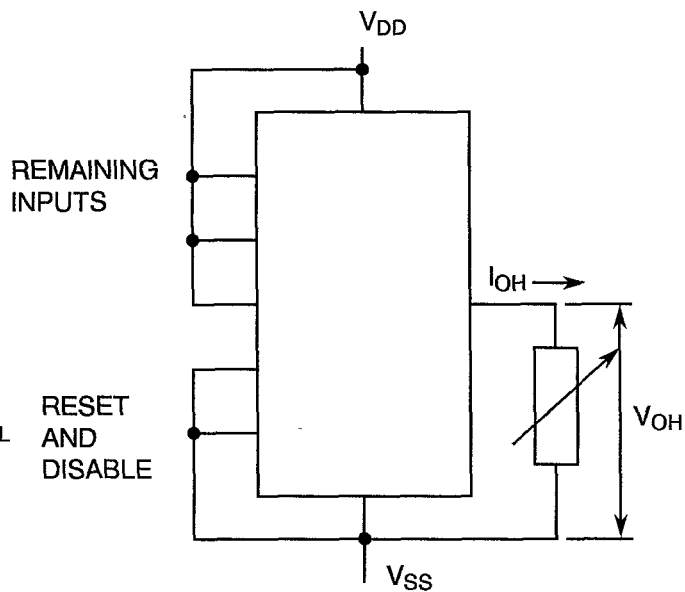 VDD
REMAINING
INPUTS
IOH
RESET
L AND
DISABLE
VOH
VSS